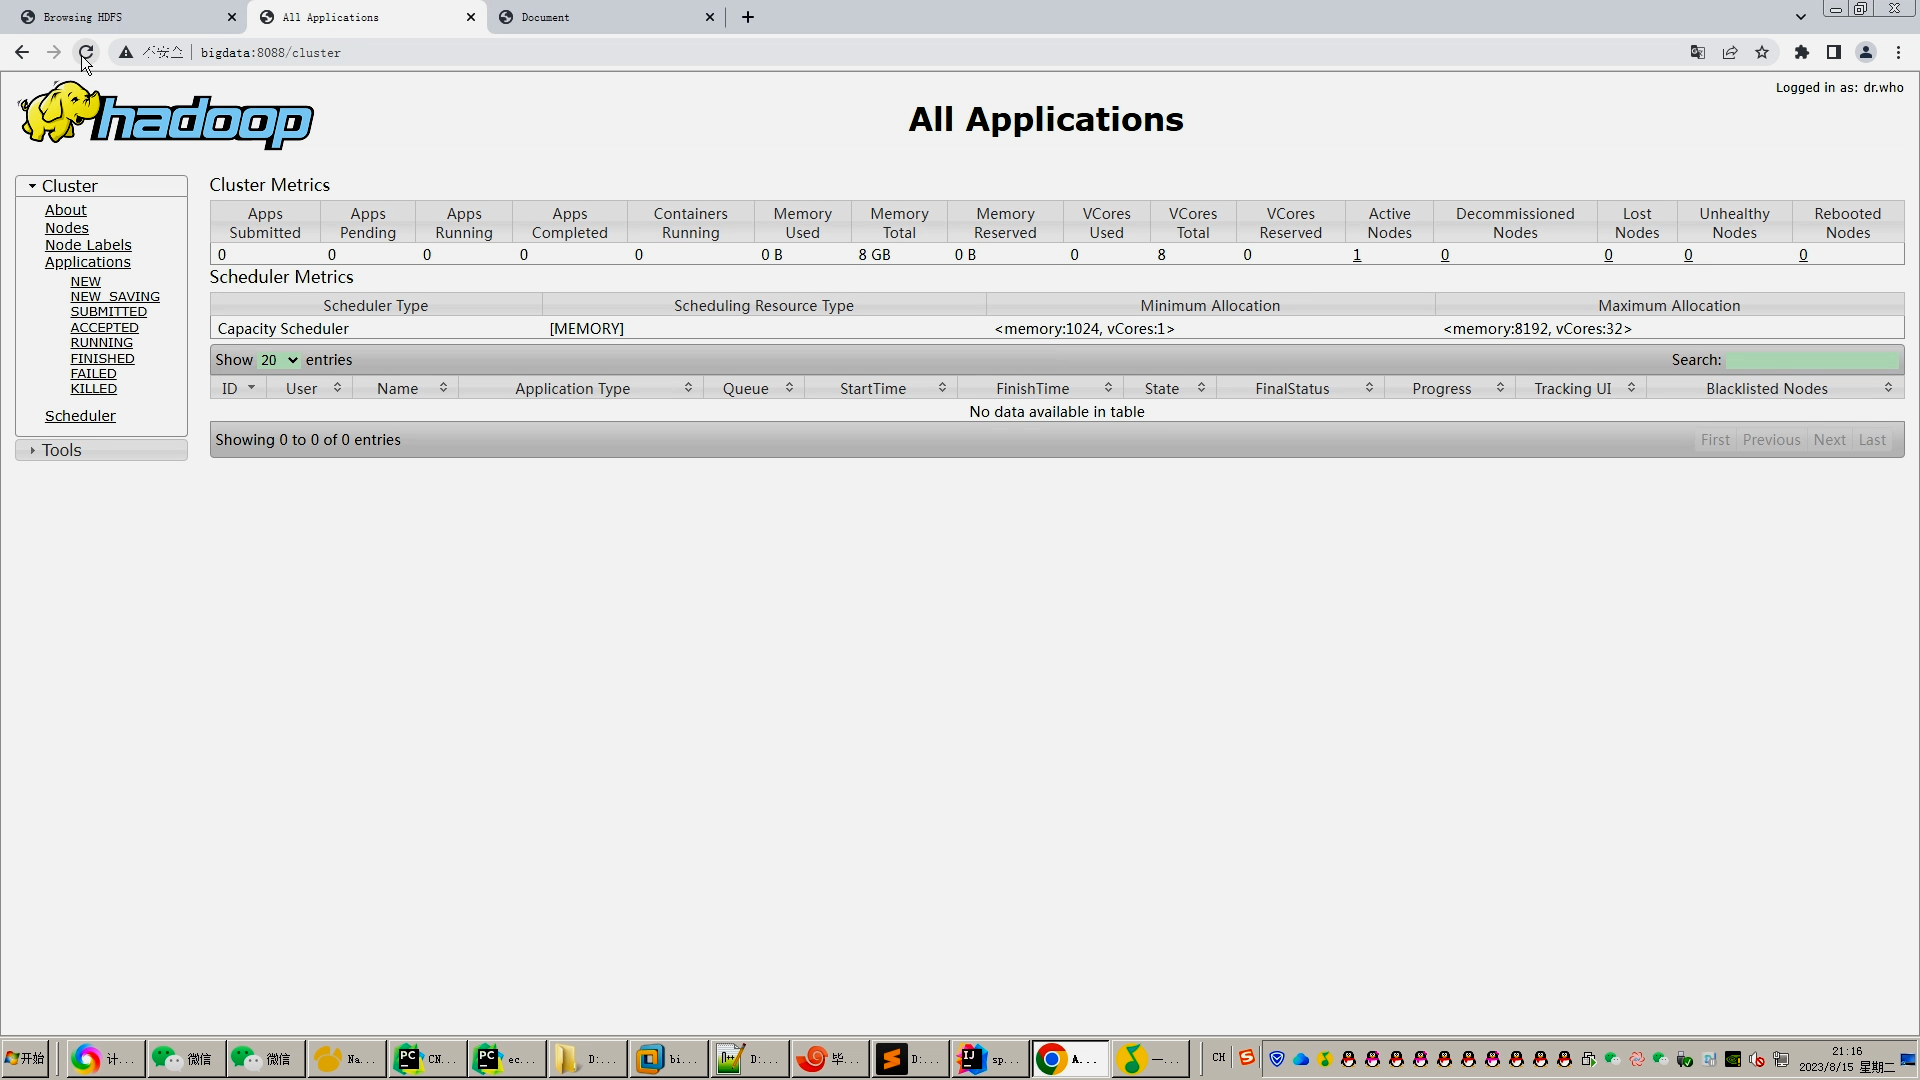 Browsing HDFS
All Applications
Document
不安全
bigdata:8088/cluster
Logged in as: dr.who
hadoop
All Applications
Cluster
About
Nodes
Node Labels
Applications
NEW
NEW_SAVING
SUBMITTED
ACCEPTED
RUNNING
FINISHED
FAILED
KILLED
Scheduler
Tools
Cluster Metrics
Apps Submitted Apps Pending Apps Running Apps Completed Containers Running Memory Used Memory Total Memory Reserved VCores Used VCores Total VCores Reserved Active Nodes Decommissioned Nodes Lost Nodes Unhealthy Nodes Rebooted Nodes
0 0 0 0 0 0 B 8 GB 0 B 0 8 0 1 0 0 0 0
Scheduler Metrics
Scheduler Type Scheduling Resource Type Minimum Allocation Maximum Allocation
Capacity Scheduler [MEMORY] <memory:1024, vCores:1> <memory:8192, vCores:32>
Show 20 entries Search:
ID User Name Application Type Queue StartTime FinishTime State FinalStatus Progress Tracking UI Blacklisted Nodes
No data available in table
Showing 0 to 0 of 0 entries First Previous Next Last
开始 计... 微信 微信 Na... CN... ec... D:... bi... D:... 毕... D:... sp... A... 一... CH
21:16
2023/8/15 星期二